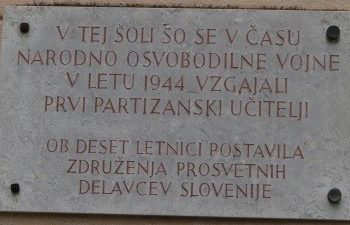 V TEJ ŠOLI ŠO SE V ČASU
NARODNO OSVOBODILNE VOJNE
V LETU 1944 VZGAJALI
PRVI PARTIZANSKI UČITELJI
OB DESET LETNICI POSTAVILA
ZDRUŽENJA PROSVETNIH
DELAVCEV SLOVENIJE